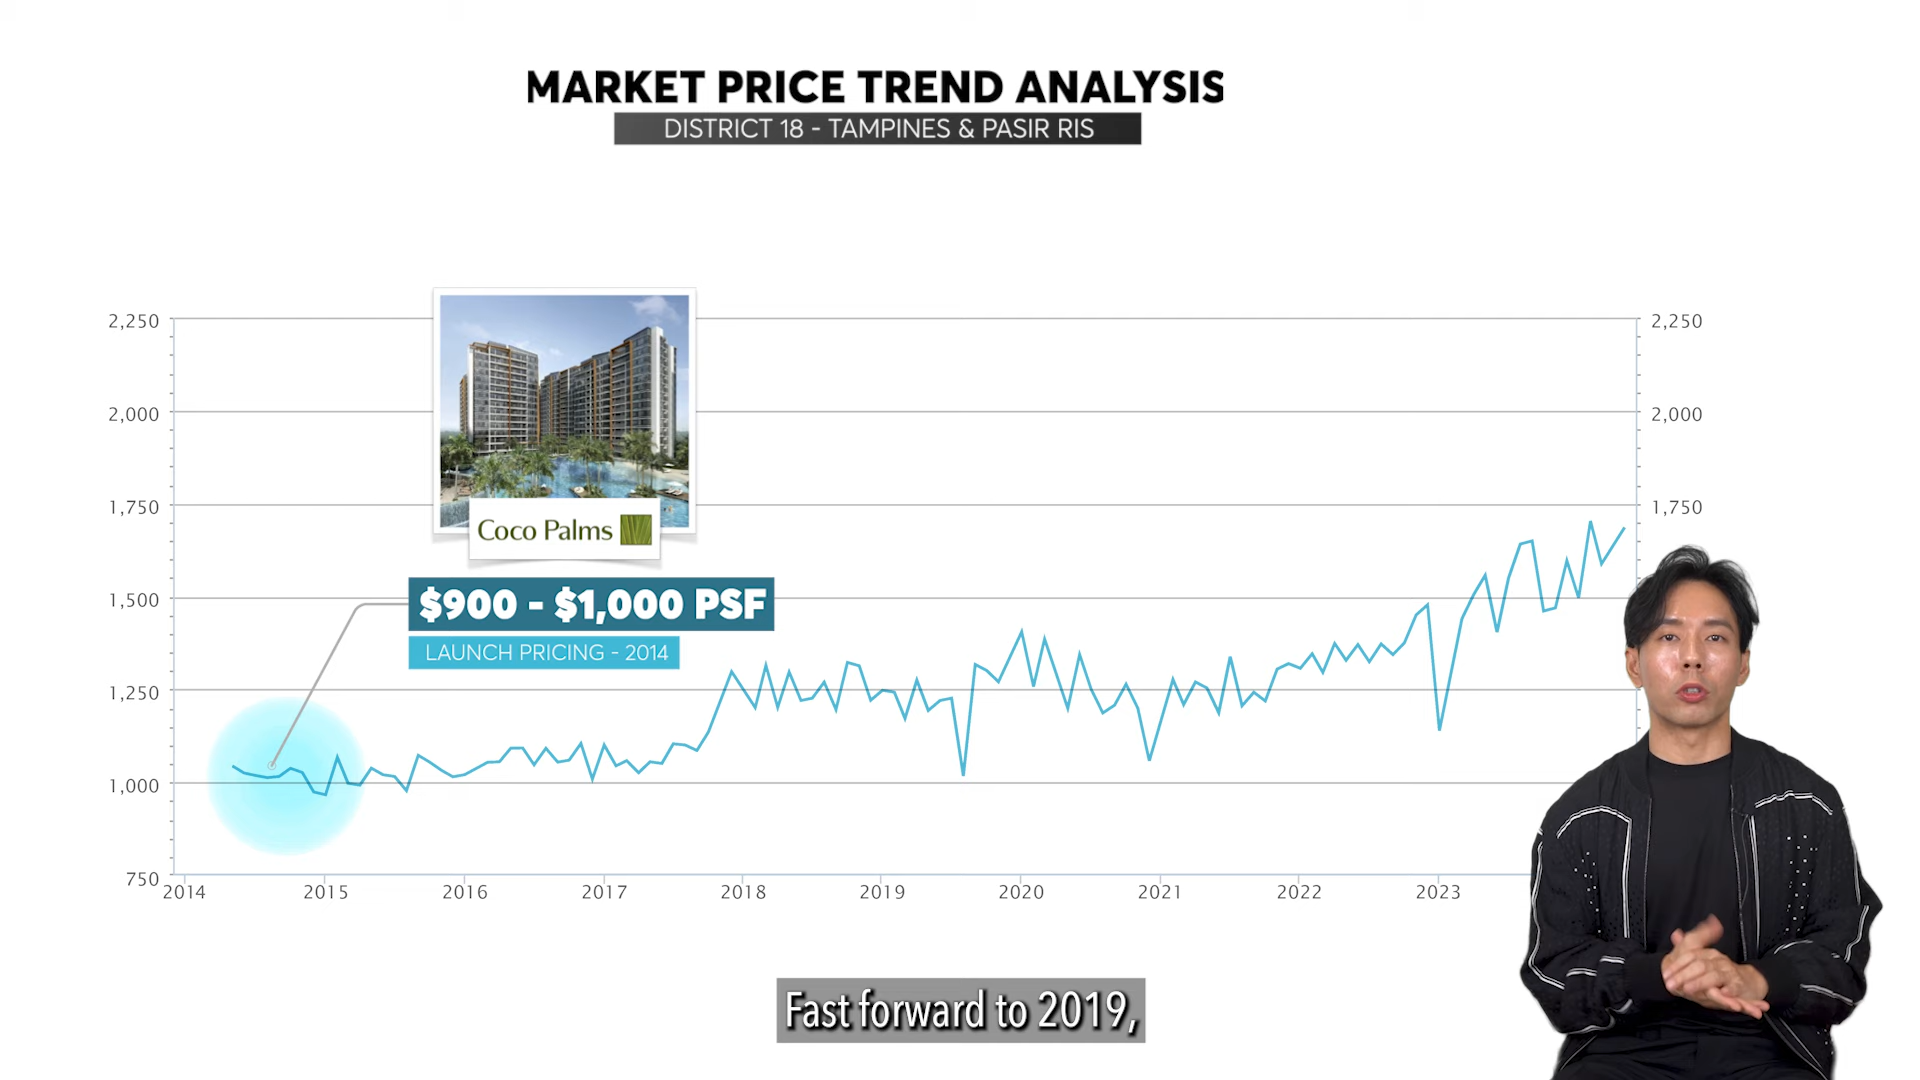 MARKET PRICE TREND ANALYSIS
DISTRICT 18 - TAMPINES & PASIR RIS
2,250
2,250
2,000
2,000
1,750
1,750
Coco Palms
1,500
$900 - $1,000 PSF
LAUNCH PRICING - 2014
1,250
1,000
750
2014 2015 2016 2017 2018 2019 2020 2021 2022 2023
Fast forward to 2019,